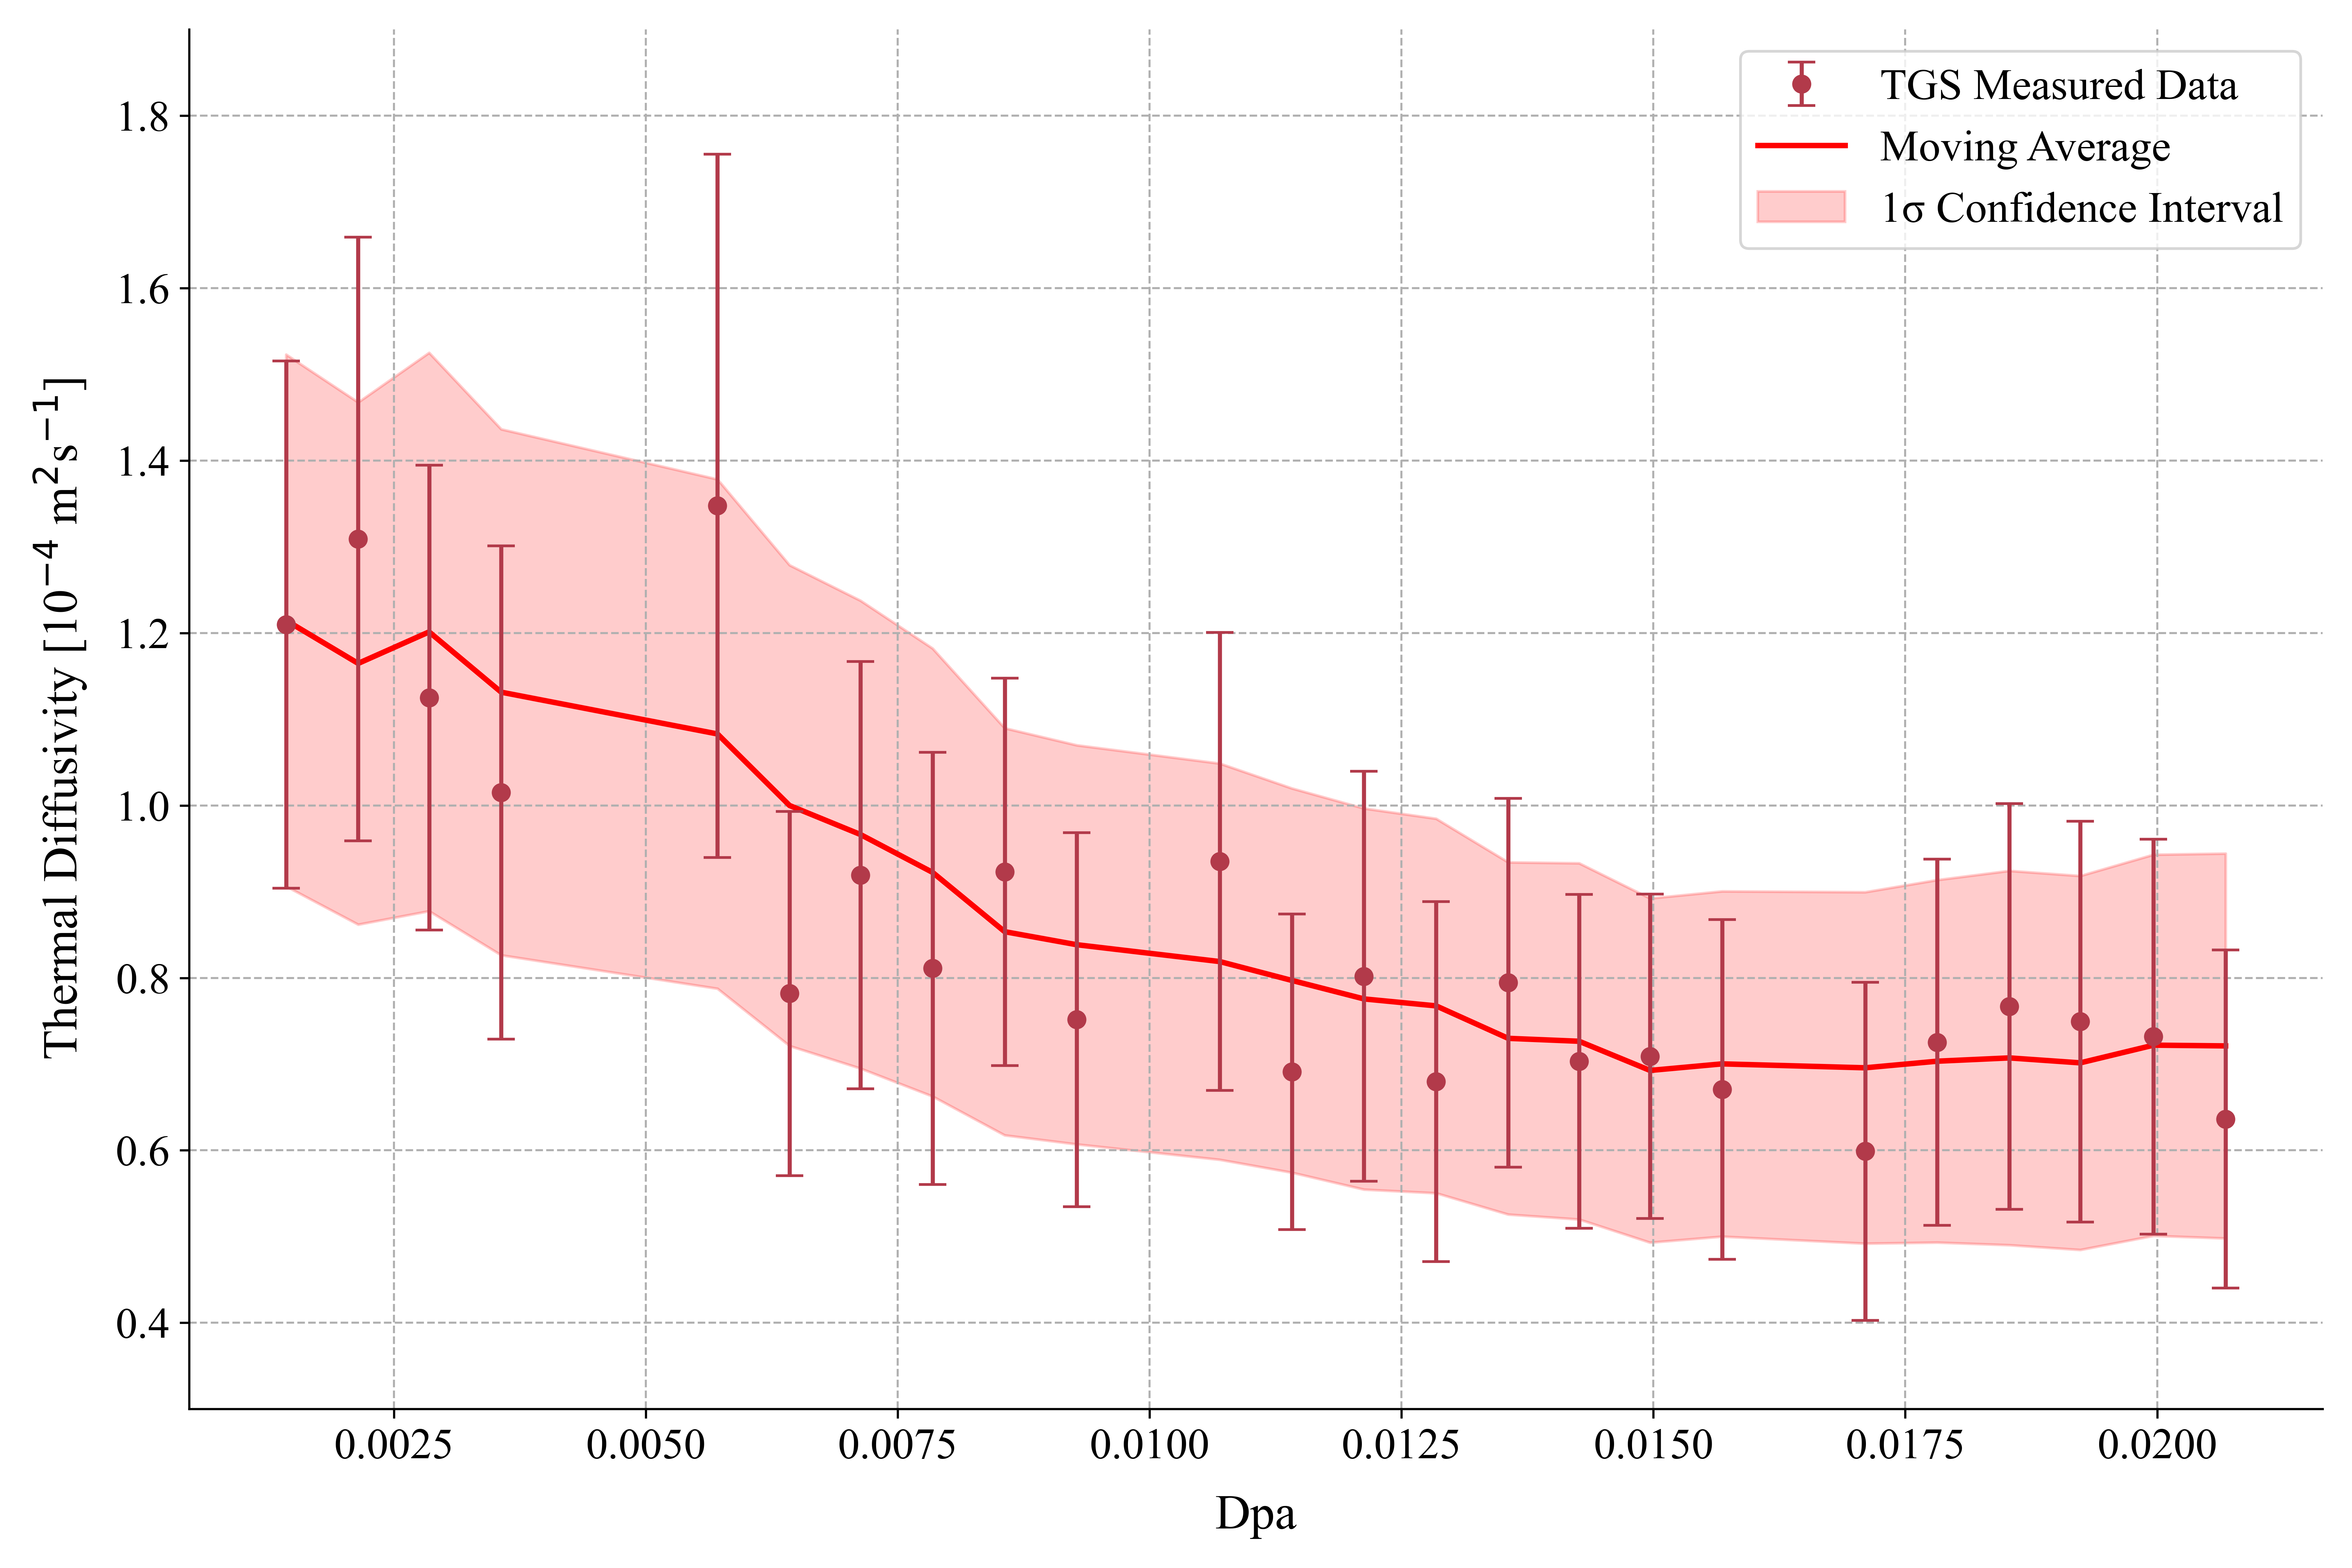 TGS Measured Data
Moving Average
1σ Confidence Interval
Thermal Diffusivity [10⁻⁴ m²s⁻¹]
1.8
1.6
1.4
1.2
1.0
0.8
0.6
0.4
0.0025 0.0050 0.0075 0.0100 0.0125 0.0150 0.0175 0.0200
Dpa